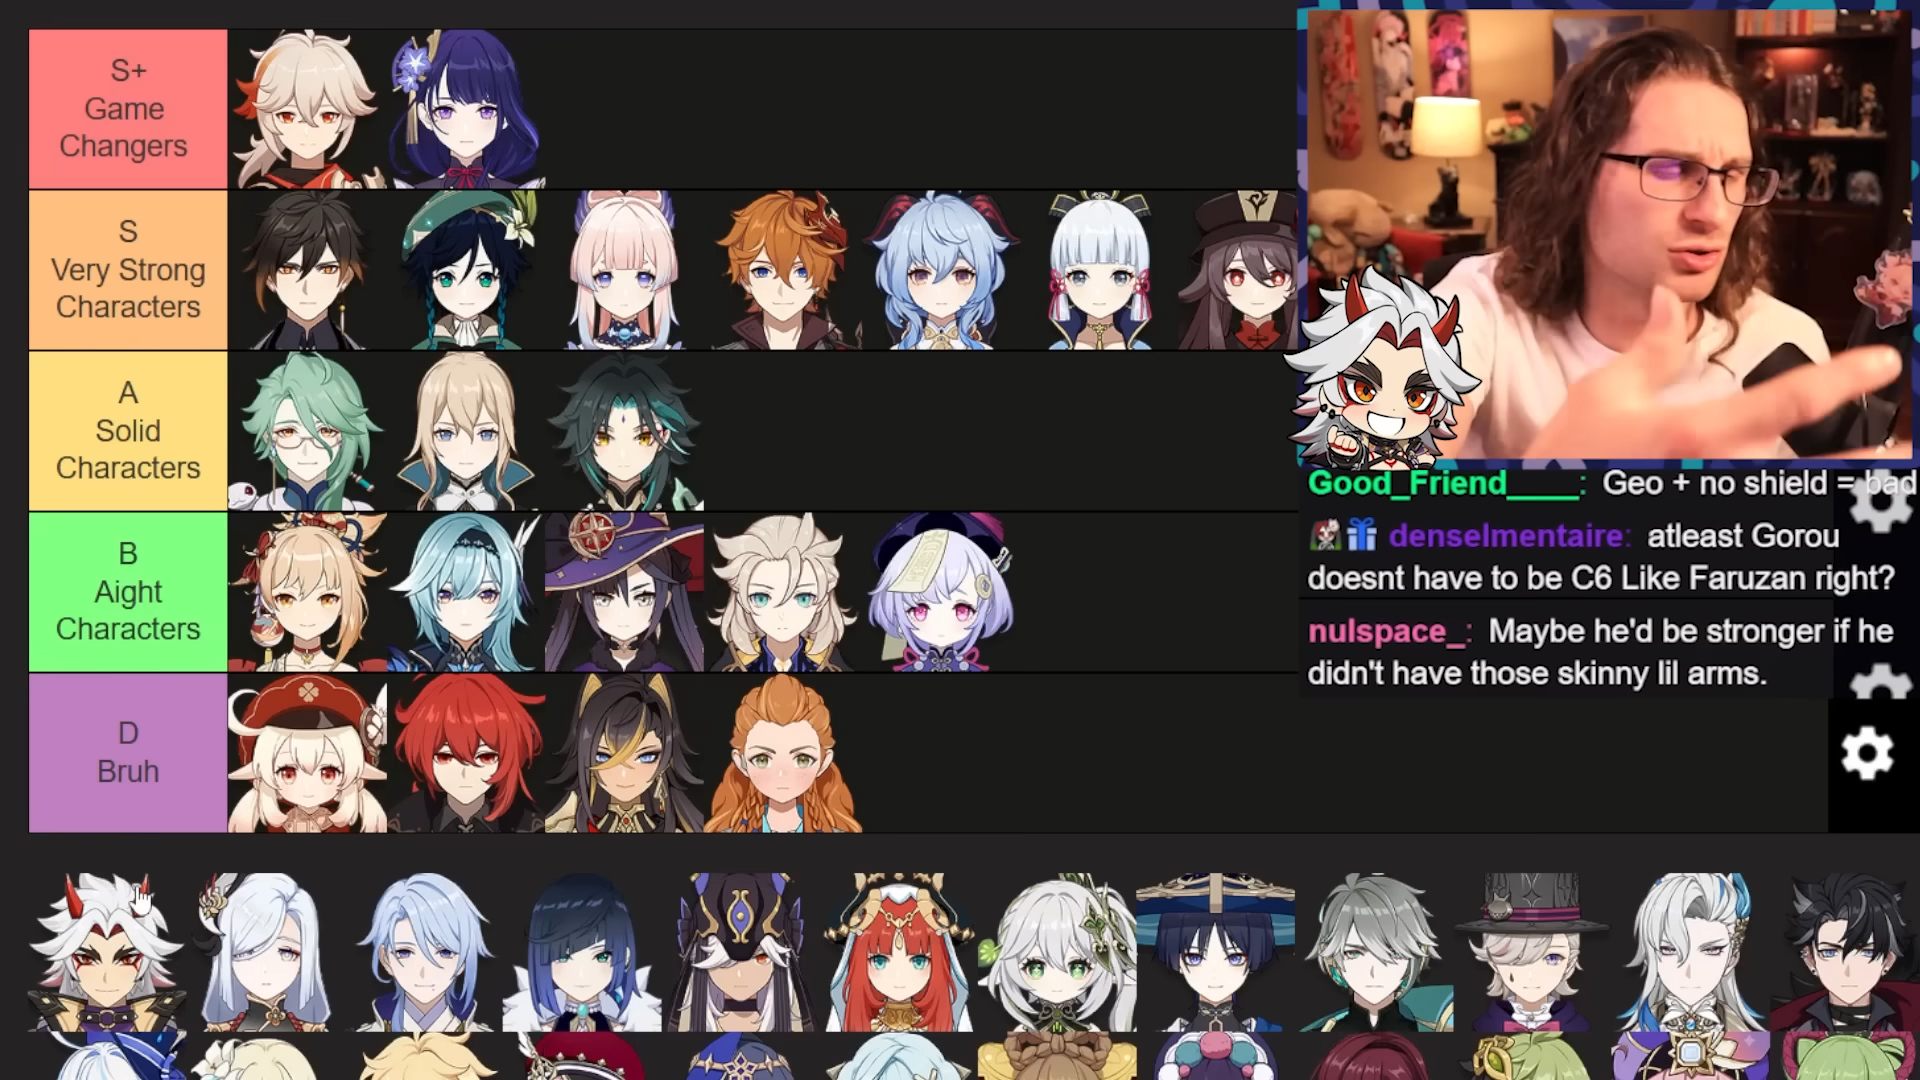 S+
Game
Changers
S
Very Strong
Characters
A
Solid
Characters
B
Aight
Characters
D
Bruh
Good_Friend____: Geo + no shield = bad
denselmentaire: atleast Gorou
doesnt have to be C6 Like Faruzan right?
nulspace_: Maybe he'd be stronger if he
didn't have those skinny lil arms.